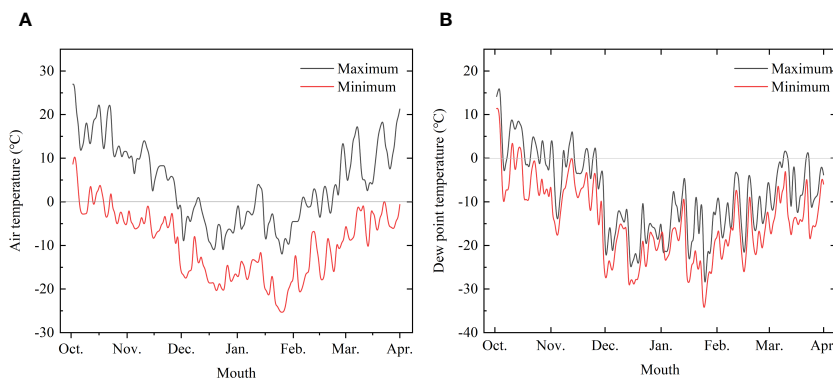 A
Air temperature (℃)
30
20
10
0
-10
-20
-30
Maximum
Minimum
Oct. Nov. Dec. Jan. Feb. Mar. Apr.
Mouth
B
Dew point temperature (℃)
20
10
0
-10
-20
-30
-40
Maximum
Minimum
Oct. Nov. Dec. Jan. Feb. Mar. Apr.
Mouth